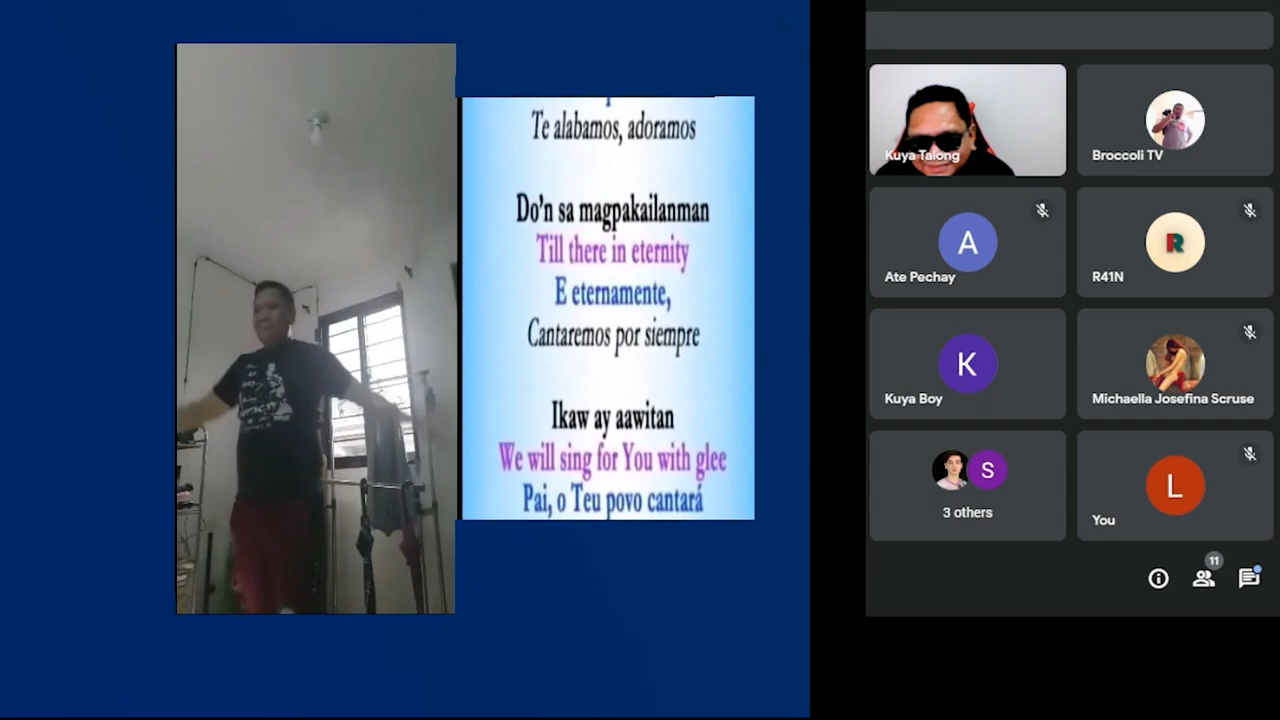 Te alabamos, adoramos
Do'n sa magpakailanman
Till there in eternity
E eternamente,
Cantaremos por siempre
Ikaw ay aawitan
We will sing for You with glee
Pai, o Teu povo cantará
Kuya Talong
Broccoli TV
A
Ate Pechay
R
R41N
K
Kuya Boy
Michaella Josefina Scruse
S
3 others
L
You
11